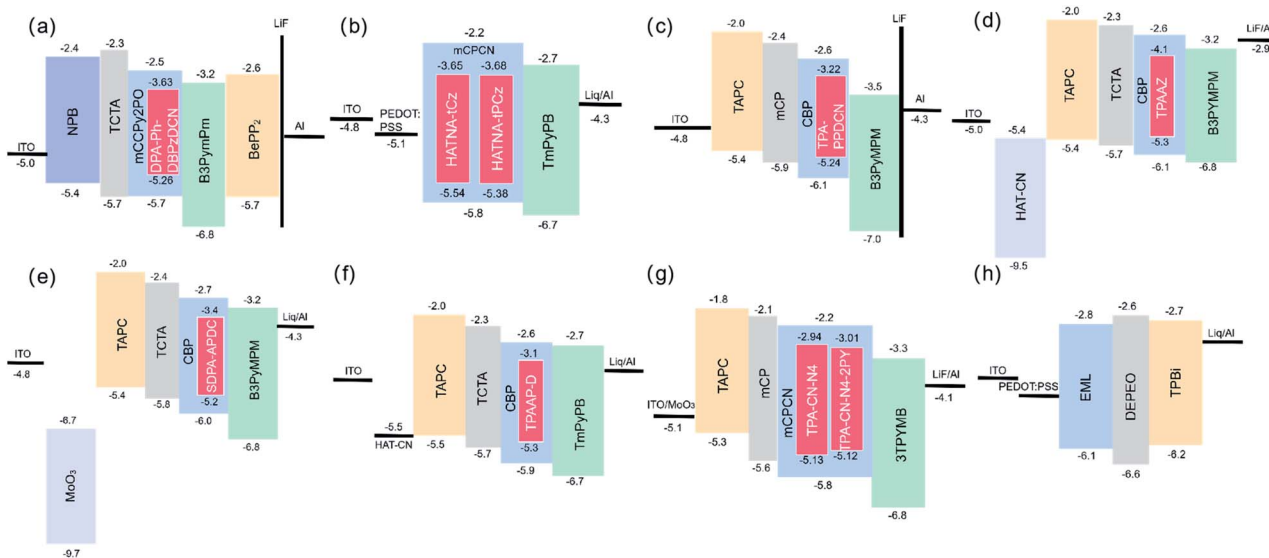 (a)
ITO
-5.0
-2.4
NPB
-5.4
-2.3
TCTA
-5.7
-2.5
mCCPy2PO
-3.63
DPA-Ph-
DBPzDCN
-5.26
-5.7
-3.2
B3PymPm
-6.8
-2.6
BePP2
-5.7
LiF
Al
(b)
ITO
-4.8
PEDOT:
PSS
-5.1
-2.2
mCPCN
-3.65
HATNA-tCz
-5.54
-3.68
HATNA-tPCz
-5.38
-5.8
-2.7
TmPyPB
-6.7
Liq/Al
-4.3
(c)
ITO
-4.8
-2.0
TAPC
-5.4
-2.4
mCP
-5.9
-2.6
CBP
-3.22
TPA-
PPDCN
-5.24
-6.1
-3.5
B3PyMPM
-7.0
LiF
Al
-4.3
(d)
ITO
-5.0
-5.4
HAT-CN
-9.5
-2.0
TAPC
-5.4
-2.3
TCTA
-5.7
-2.6
CBP
-4.1
TPAAZ
-5.3
-6.1
-3.2
B3PYMPM
-6.8
LiF/Al
-2.9
(e)
ITO
-4.8
-6.7
MoO3
-9.7
-2.0
TAPC
-5.4
-2.4
TCTA
-5.8
-2.7
CBP
-3.4
SDPA-APDC
-5.2
-6.0
-3.2
B3PyMPM
-6.8
Liq/Al
-4.3
(f)
ITO
-5.5
HAT-CN
-2.0
TAPC
-5.5
-2.3
TCTA
-5.7
-2.6
CBP
-3.1
TPAAP-D
-5.3
-5.9
-2.7
TmPyPB
-6.7
Liq/Al
(g)
ITO/MoO3
-5.1
-1.8
TAPC
-5.3
-2.1
mCP
-5.6
-2.2
mCPCN
-2.94
TPA-CN-N4
-5.13
-3.01
TPA-CN-N4-2PY
-5.12
-5.8
-3.3
3TPYMB
-6.8
LiF/Al
-4.1
(h)
ITO
PEDOT:PSS
-2.8
EML
-6.1
-2.6
DEPEO
-6.6
-2.7
TPBi
-6.2
Liq/Al